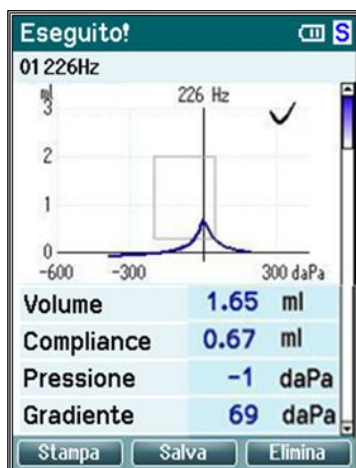 Eseguito! S
01 226Hz
ml 226 Hz
3
2
1
0
-600 -300 300 daPa
Volume 1.65 ml
Compliance 0.67 ml
Pressione -1 daPa
Gradiente 69 daPa
Stampa Salva Elimina